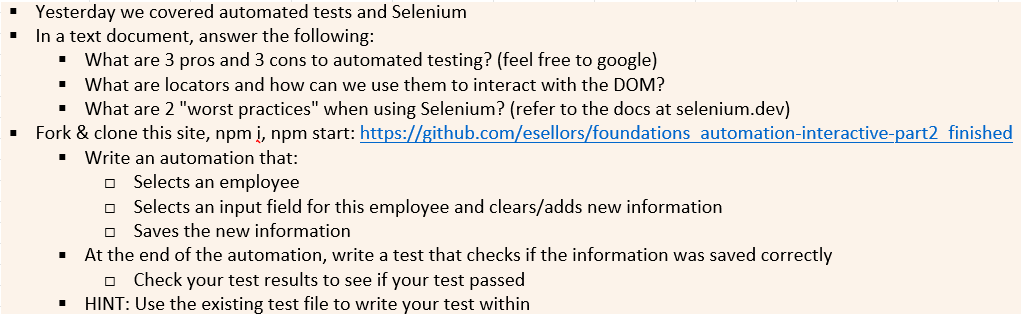 Yesterday we covered automated tests and Selenium
In a text document, answer the following:
What are 3 pros and 3 cons to automated testing? (feel free to google)
What are locators and how can we use them to interact with the DOM?
What are 2 "worst practices" when using Selenium? (refer to the docs at selenium.dev)
Fork & clone this site, npm i, npm start: https://github.com/esellors/foundations_automation-interactive-part2_finished
Write an automation that:
Selects an employee
Selects an input field for this employee and clears/adds new information
Saves the new information
At the end of the automation, write a test that checks if the information was saved correctly
Check your test results to see if your test passed
HINT: Use the existing test file to write your test within